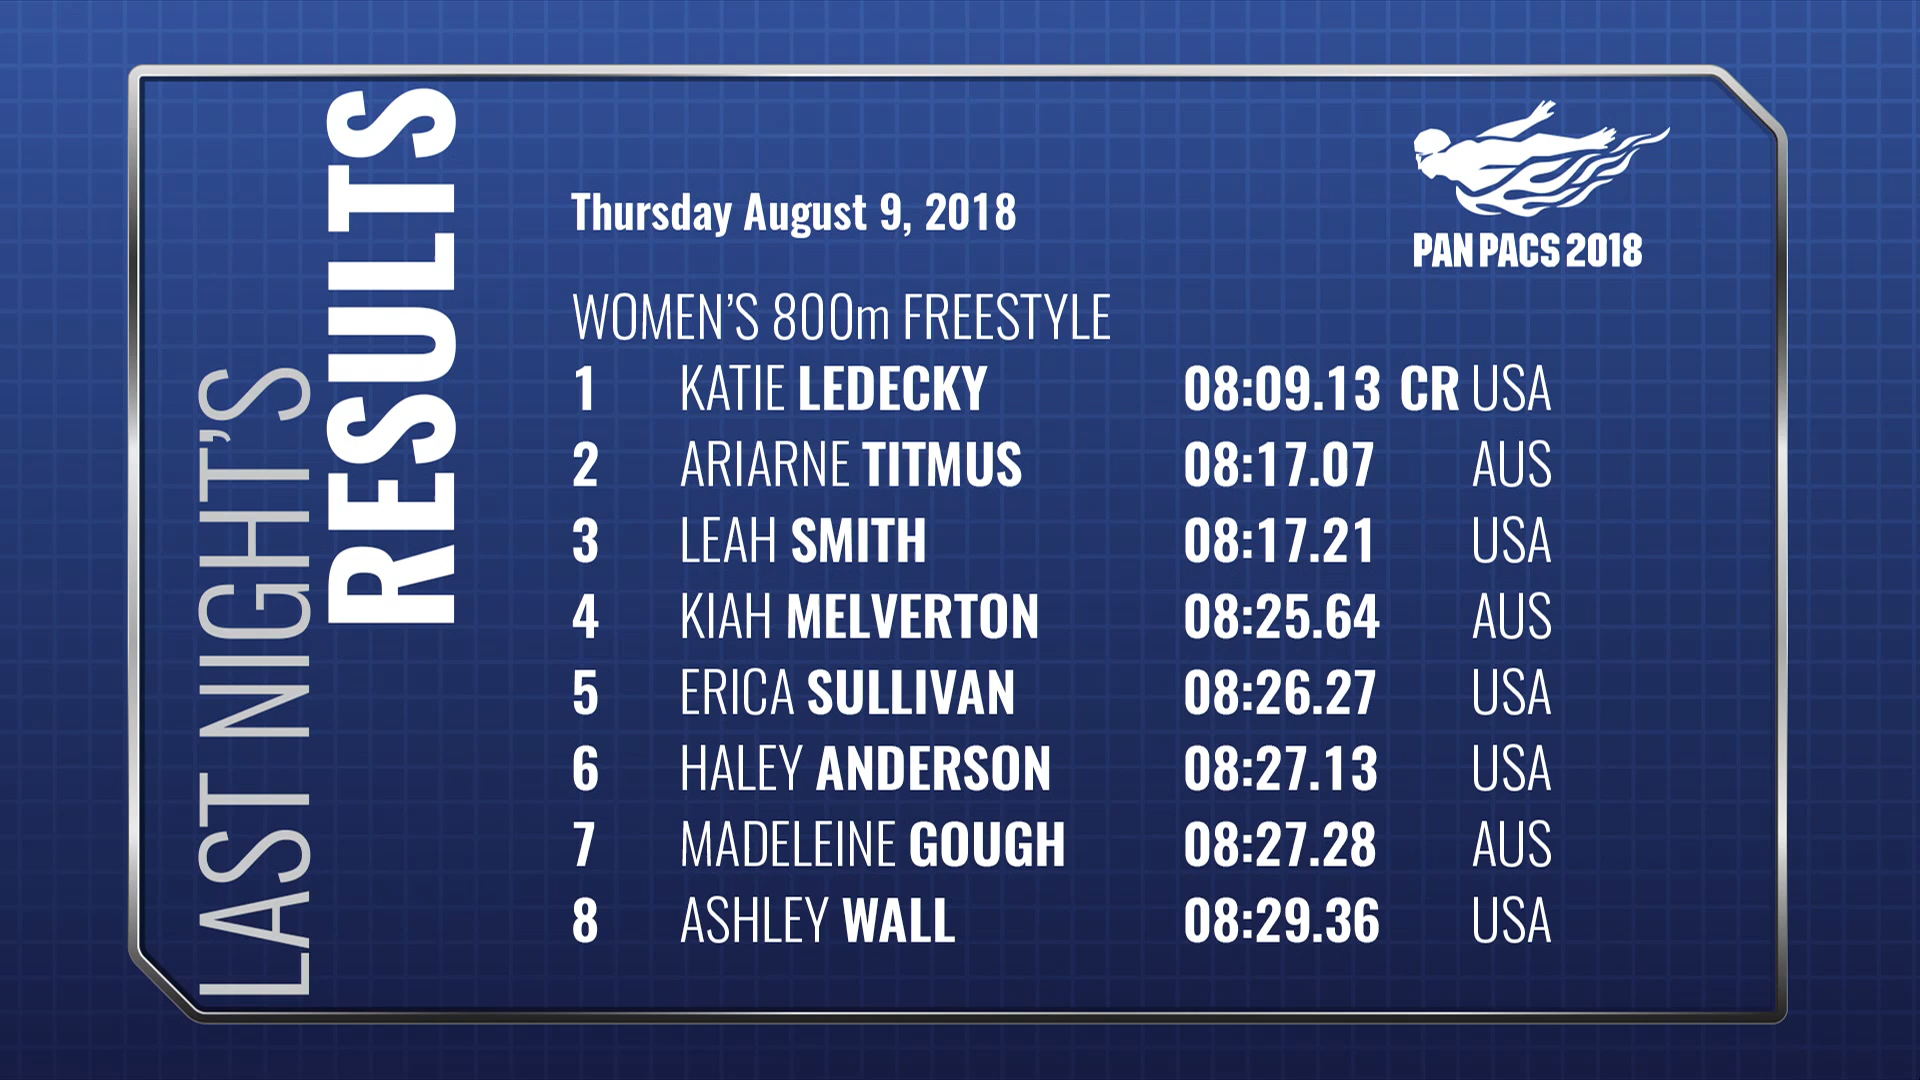 LAST NIGHT'S
RESULTS
PAN PACS 2018
Thursday August 9, 2018
WOMEN'S 800m FREESTYLE
1 KATIE LEDECKY 08:09.13 CR USA
2 ARIARNE TITMUS 08:17.07 AUS
3 LEAH SMITH 08:17.21 USA
4 KIAH MELVERTON 08:25.64 AUS
5 ERICA SULLIVAN 08:26.27 USA
6 HALEY ANDERSON 08:27.13 USA
7 MADELEINE GOUGH 08:27.28 AUS
8 ASHLEY WALL 08:29.36 USA